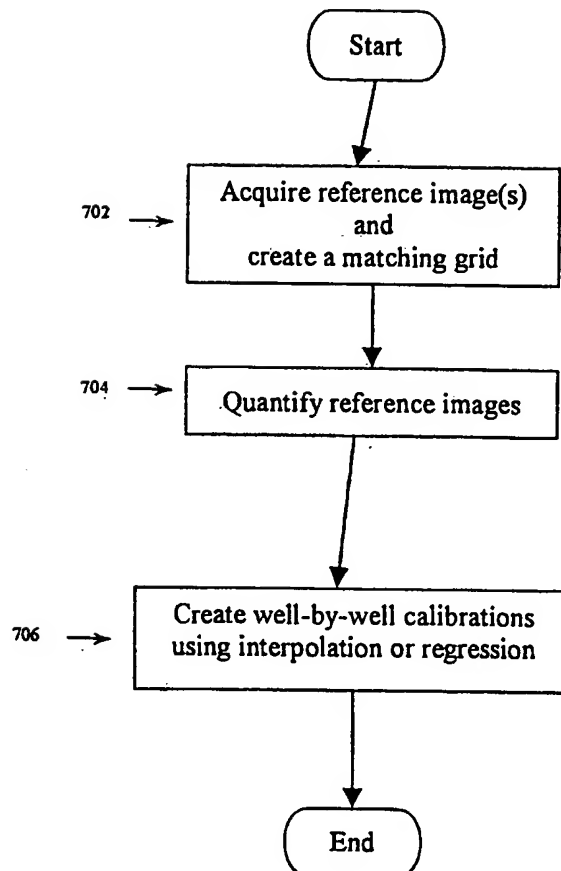 Start
702
Acquire reference image(s)
and
create a matching grid
704
Quantify reference images
706
Create well-by-well calibrations
using interpolation or regression
End